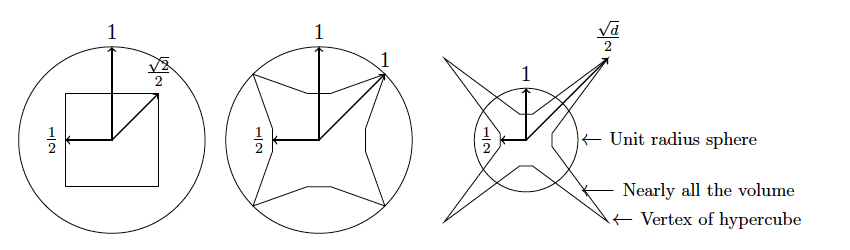 1
√2/2
1/2
1
1
1/2
√d/2
1
1/2
Unit radius sphere
Nearly all the volume
Vertex of hypercube